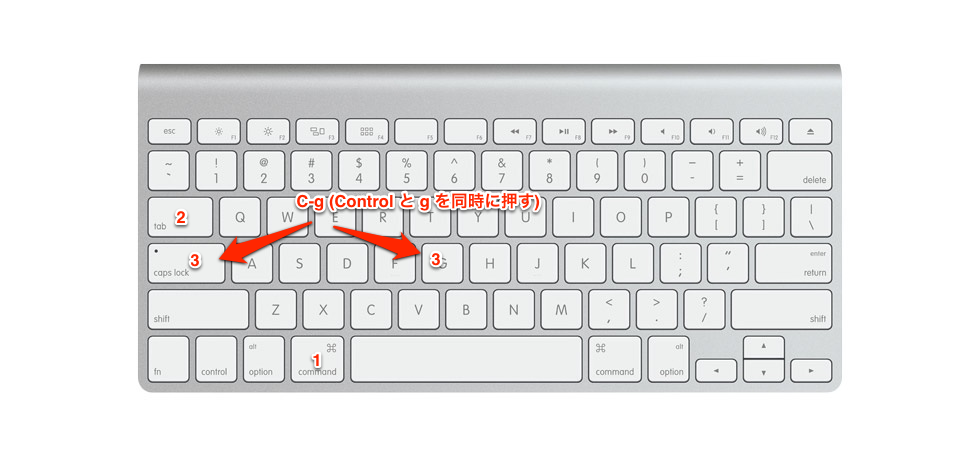 esc F1 F2 F3 F4 F5 F6 F7 F8 F9 F10 F11 F12
~ ! @ # $ % ^ & * ( ) – +
1 2 3 4 5 6 7 8 9 0 - = delete
C-g (Control と g を同時に押す)
tab 2 Q W E R T Y U I O P { [ } ] | \
caps lock 3 A S D F 3 G H J K L : ; " ' enter return
shift Z X C V B N M < , > . ? / shift
fn control alt option 1 ⌘ command ⌘ command alt option